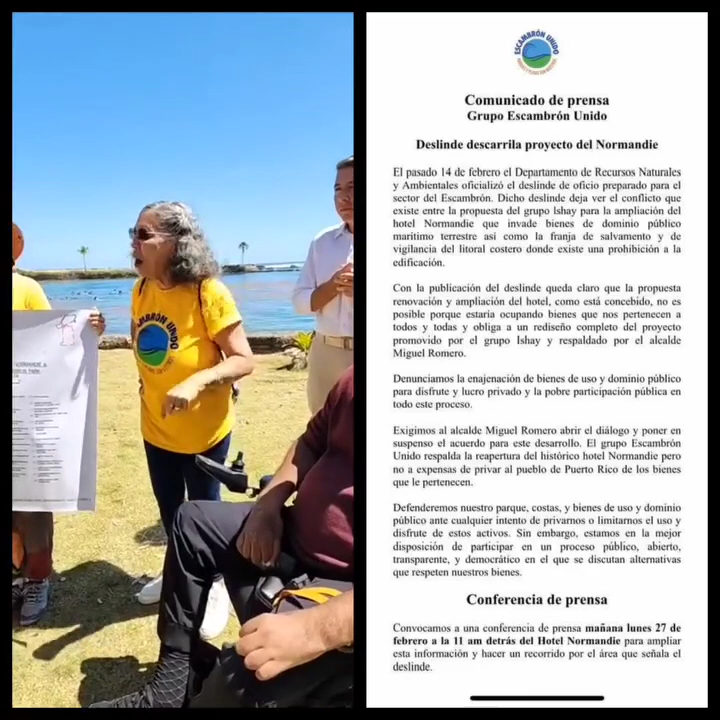 ESCAMBRÓN UNIDO
ESCAMBRÓN UNIDO
Comunicado de prensa
Grupo Escambrón Unido
Deslinde descarrila proyecto del Normandie
El pasado 14 de febrero el Departamento de Recursos Naturales
y Ambientales oficializó el deslinde de oficio preparado para el
sector del Escambrón. Dicho deslinde deja ver el conflicto que
existe entre la propuesta del grupo Ishay para la ampliación del
hotel Normandie que invade bienes de dominio público
marítimo terrestre así como la franja de salvamento y de
vigilancia del litoral costero donde existe una prohibición a la
edificación.
Con la publicación del deslinde queda claro que la propuesta
renovación y ampliación del hotel, como está concebido, no es
posible porque estaría ocupando bienes que nos pertenecen a
todos y todas y obliga a un rediseño completo del proyecto
promovido por el grupo Ishay y respaldado por el alcalde
Miguel Romero.
Denunciamos la enajenación de bienes de uso y dominio público
para disfrute y lucro privado y la pobre participación pública en
todo este proceso.
Exigimos al alcalde Miguel Romero abrir el diálogo y poner en
suspenso el acuerdo para este desarrollo. El grupo Escambrón
Unido respalda la reapertura del histórico hotel Normandie pero
no a expensas de privar al pueblo de Puerto Rico de los bienes
que le pertenecen.
Defenderemos nuestro parque, costas, y bienes de uso y dominio
público ante cualquier intento de privarnos o limitarnos el uso y
disfrute de estos activos. Sin embargo, estamos en la mejor
disposición de participar en un proceso público, abierto,
transparente, y democrático en el que se discutan alternativas
que respeten nuestros bienes.
Conferencia de prensa
Convocamos a una conferencia de prensa mañana lunes 27 de
febrero a la 11 am detrás del Hotel Normandie para ampliar
esta información y hacer un recorrido por el área que señala el
deslinde.